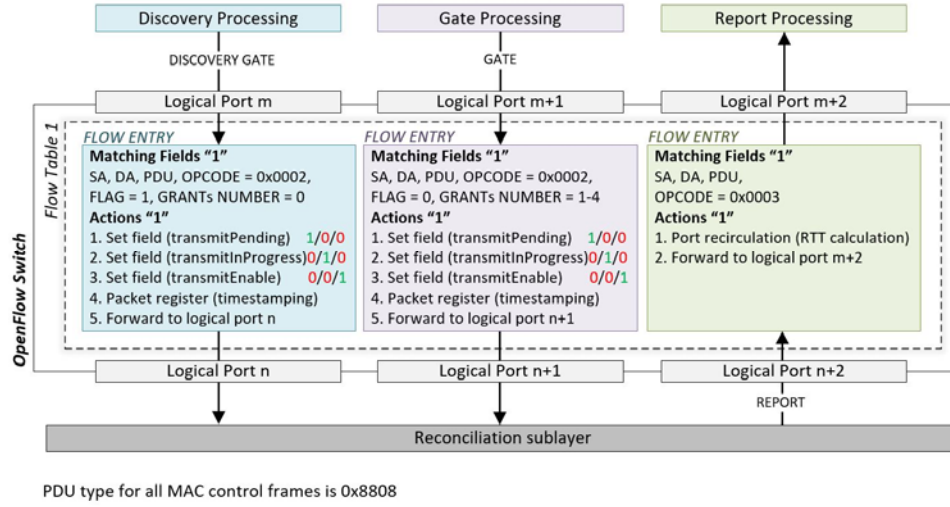 Discovery Processing
Gate Processing
Report Processing
DISCOVERY GATE
GATE
Logical Port m
Logical Port m+1
Logical Port m+2
OpenFlow Switch
Flow Table 1
FLOW ENTRY
Matching Fields “1”
SA, DA, PDU, OPCODE = 0x0002,
FLAG = 1, GRANTs NUMBER = 0
Actions “1”
1. Set field (transmitPending) 1/0/0
2. Set field (transmitInProgress)0/1/0
3. Set field (transmitEnable) 0/0/1
4. Packet register (timestamping)
5. Forward to logical port n
FLOW ENTRY
Matching Fields “1”
SA, DA, PDU, OPCODE = 0x0002,
FLAG = 0, GRANTs NUMBER = 1-4
Actions “1”
1. Set field (transmitPending) 1/0/0
2. Set field (transmitInProgress)0/1/0
3. Set field (transmitEnable) 0/0/1
4. Packet register (timestamping)
5. Forward to logical port n+1
FLOW ENTRY
Matching Fields “1”
SA, DA, PDU,
OPCODE = 0x0003
Actions “1”
1. Port recirculation (RTT calculation)
2. Forward to logical port m+2
Logical Port n
Logical Port n+1
Logical Port n+2
REPORT
Reconciliation sublayer
PDU type for all MAC control frames is 0x8808